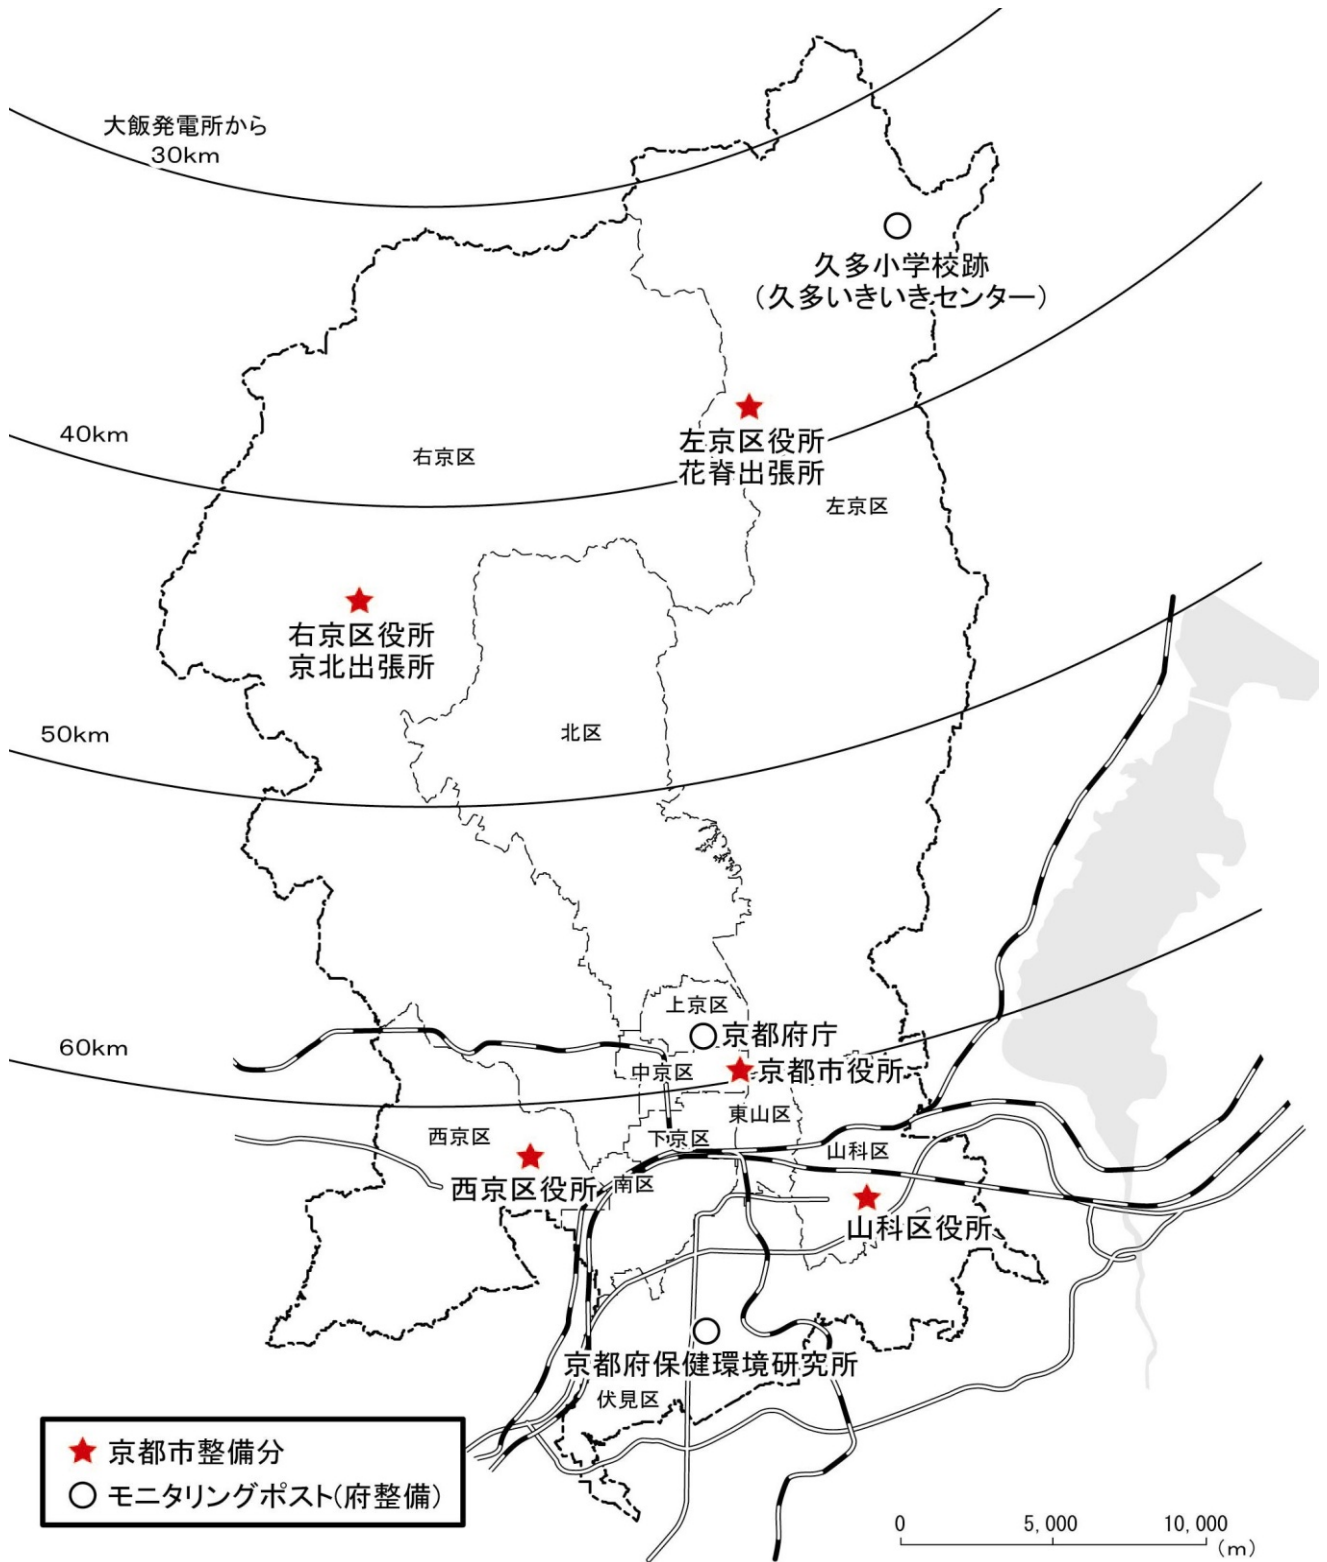 大飯発電所から
30km
久多小学校跡
(久多いきいきセンター)
40km
右京区
左京区役所
花脊出張所
左京区
右京区役所
京北出張所
50km
北区
上京区
京都府庁
60km
中京区
京都市役所
東山区
西京区
下京区
山科区
西京区役所
南区
山科区役所
京都府保健環境研究所
伏見区
★ 京都市整備分
○ モニタリングポスト(府整備)
0 5,000 10,000
(m)